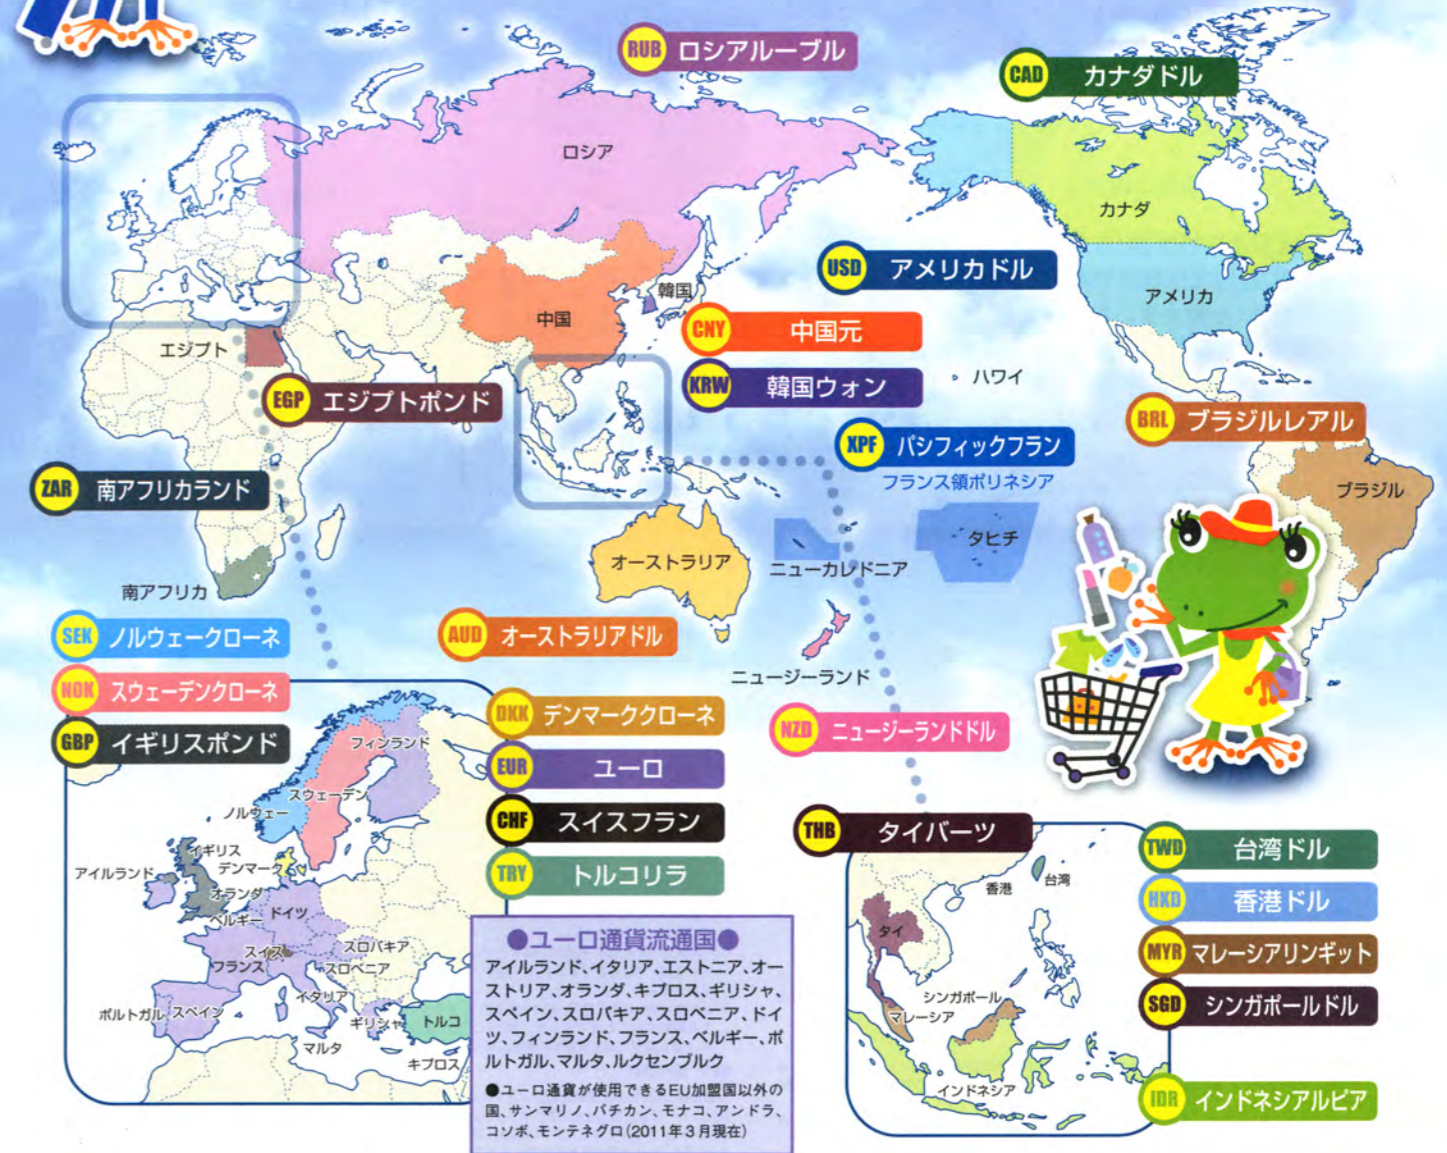 RUB ロシアルーブル
CAD カナダドル
ロシア
カナダ
USD アメリカドル
アメリカ
韓国
中国
CNY 中国元
エジプト
KRW 韓国ウォン
ハワイ
EGP エジプトポンド
BRL ブラジルレアル
XPF パシフィックフラン
フランス領ポリネシア
ZAR 南アフリカランド
ブラジル
タヒチ
オーストラリア
ニューカレドニア
南アフリカ
SEK ノルウェークローネ
AUD オーストラリアドル
ニュージーランド
NOK スウェーデンクローネ
DKK デンマーククローネ
NZD ニュージーランドドル
GBP イギリスポンド
フィンランド
EUR ユーロ
スウェーデン
ノルウェー
CHF スイスフラン
THB タイバーツ
イギリス
デンマーク
アイルランド
TRY トルコリラ
オランダ
ベルギー
ドイツ
スイス
スロバキア
フランス
スロベニア
イタリア
ポルトガル
スペイン
ギリシャ
トルコ
マルタ
キプロス
●ユーロ通貨流通国●
アイルランド、イタリア、エストニア、オー
ストリア、オランダ、キプロス、ギリシャ、
スペイン、スロバキア、スロベニア、ドイ
ツ、フィンランド、フランス、ベルギー、ポ
ルトガル、マルタ、ルクセンブルク
●ユーロ通貨が使用できるEU加盟国以外の
国、サンマリノ、バチカン、モナコ、アンドラ、
コソボ、モンテネグロ(2011年3月現在)
TWD 台湾ドル
香港
台湾
HKD 香港ドル
タイ
MYR マレーシアリンギット
シンガポール
マレーシア
SGD シンガポールドル
インドネシア
IDR インドネシアルピア